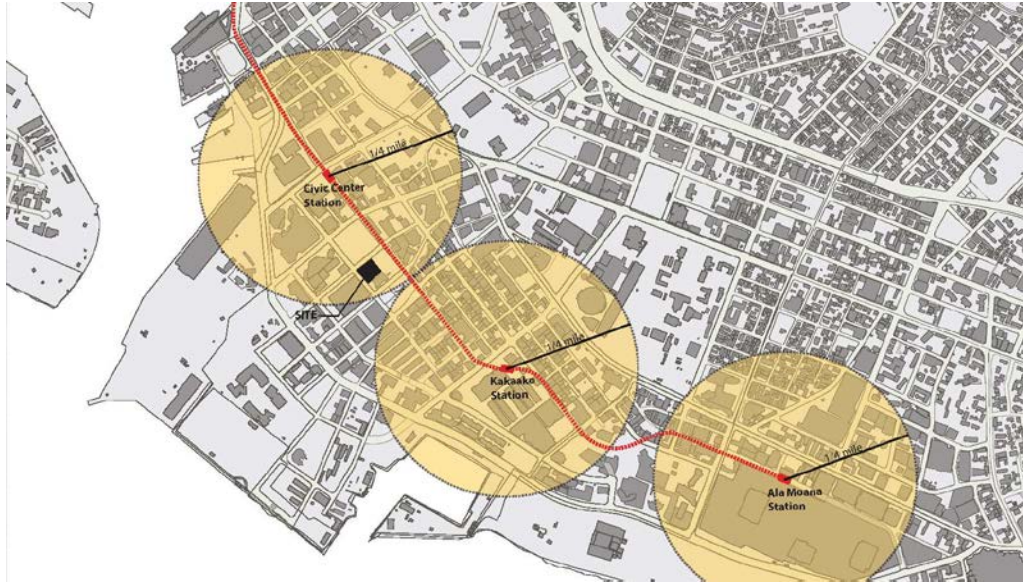 1/4 mile
Civic Center
Station
SITE
1/4 mile
Kakaako
Station
1/4 mile
Ala Moana
Station